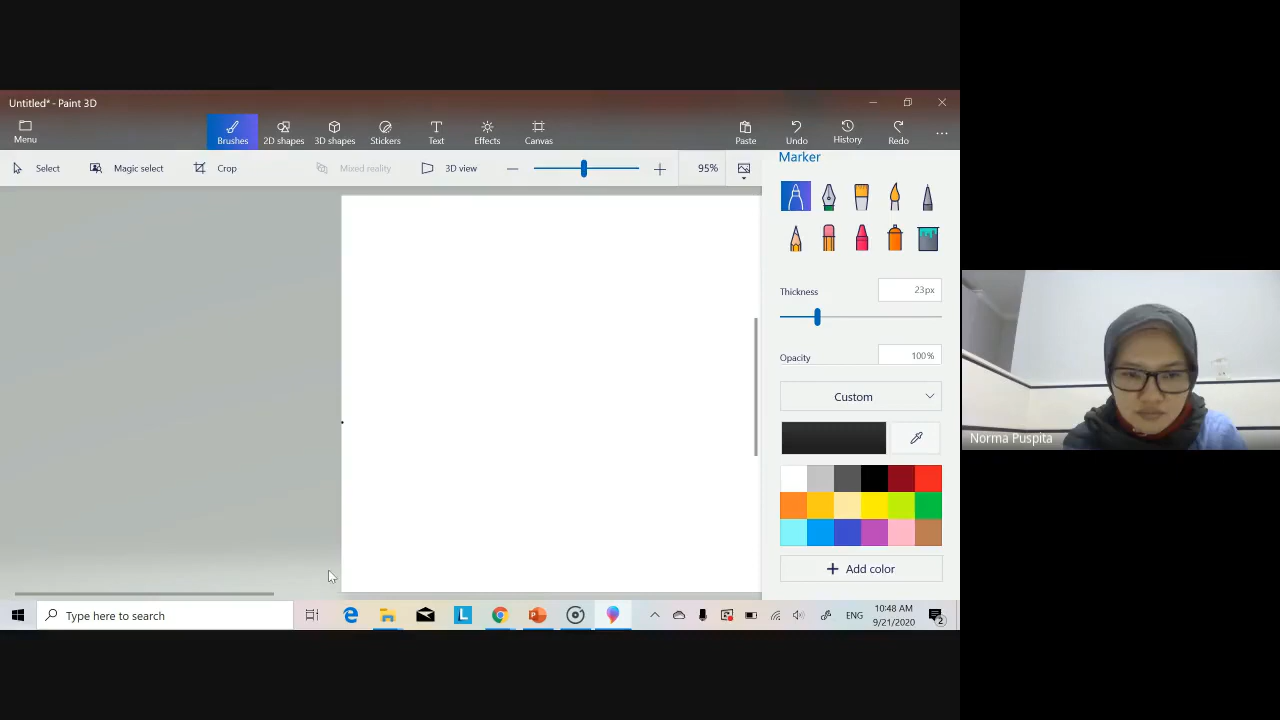 Untitled* - Paint 3D
Menu
Brushes
2D shapes
3D shapes
Stickers
Text
Effects
Canvas
Paste
Undo
History
Redo
Select
Magic select
Crop
Mixed reality
3D view
95%
Marker
Thickness
23px
Opacity
100%
Custom
Add color
Norma Puspita
Type here to search
L
ENG
10:48 AM
9/21/2020
2